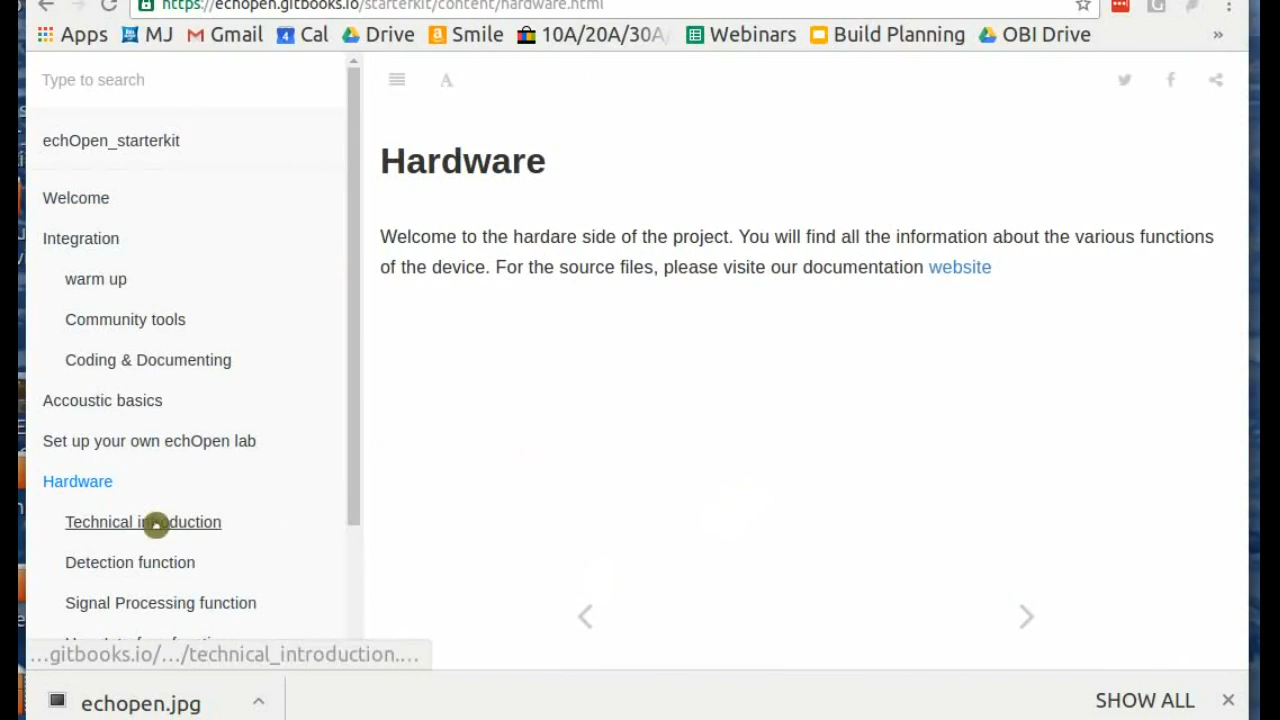 https://echopen.gitbooks.io/starterkit/content/hardware.html
Apps MJ Gmail 4 Cal Drive a Smile 10A/20A/30A/ Webinars Build Planning OBI Drive »
Type to search
A
echOpen_starterkit
Welcome
Integration
warm up
Community tools
Coding & Documenting
Accoustic basics
Set up your own echOpen lab
Hardware
Technical introduction
Detection function
Signal Processing function
Hardware
Welcome to the hardare side of the project. You will find all the information about the various functions
of the device. For the source files, please visite our documentation website
...gitbooks.io/.../technical_introduction....
echopen.jpg
SHOW ALL